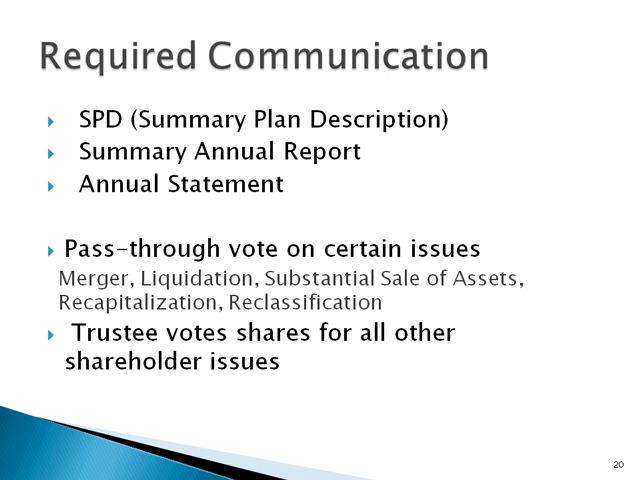 Required Communication
SPD (Summary Plan Description)
Summary Annual Report
Annual Statement
Pass-through vote on certain issues
Merger, Liquidation, Substantial Sale of Assets,
Recapitalization, Reclassification
Trustee votes shares for all other
shareholder issues
20